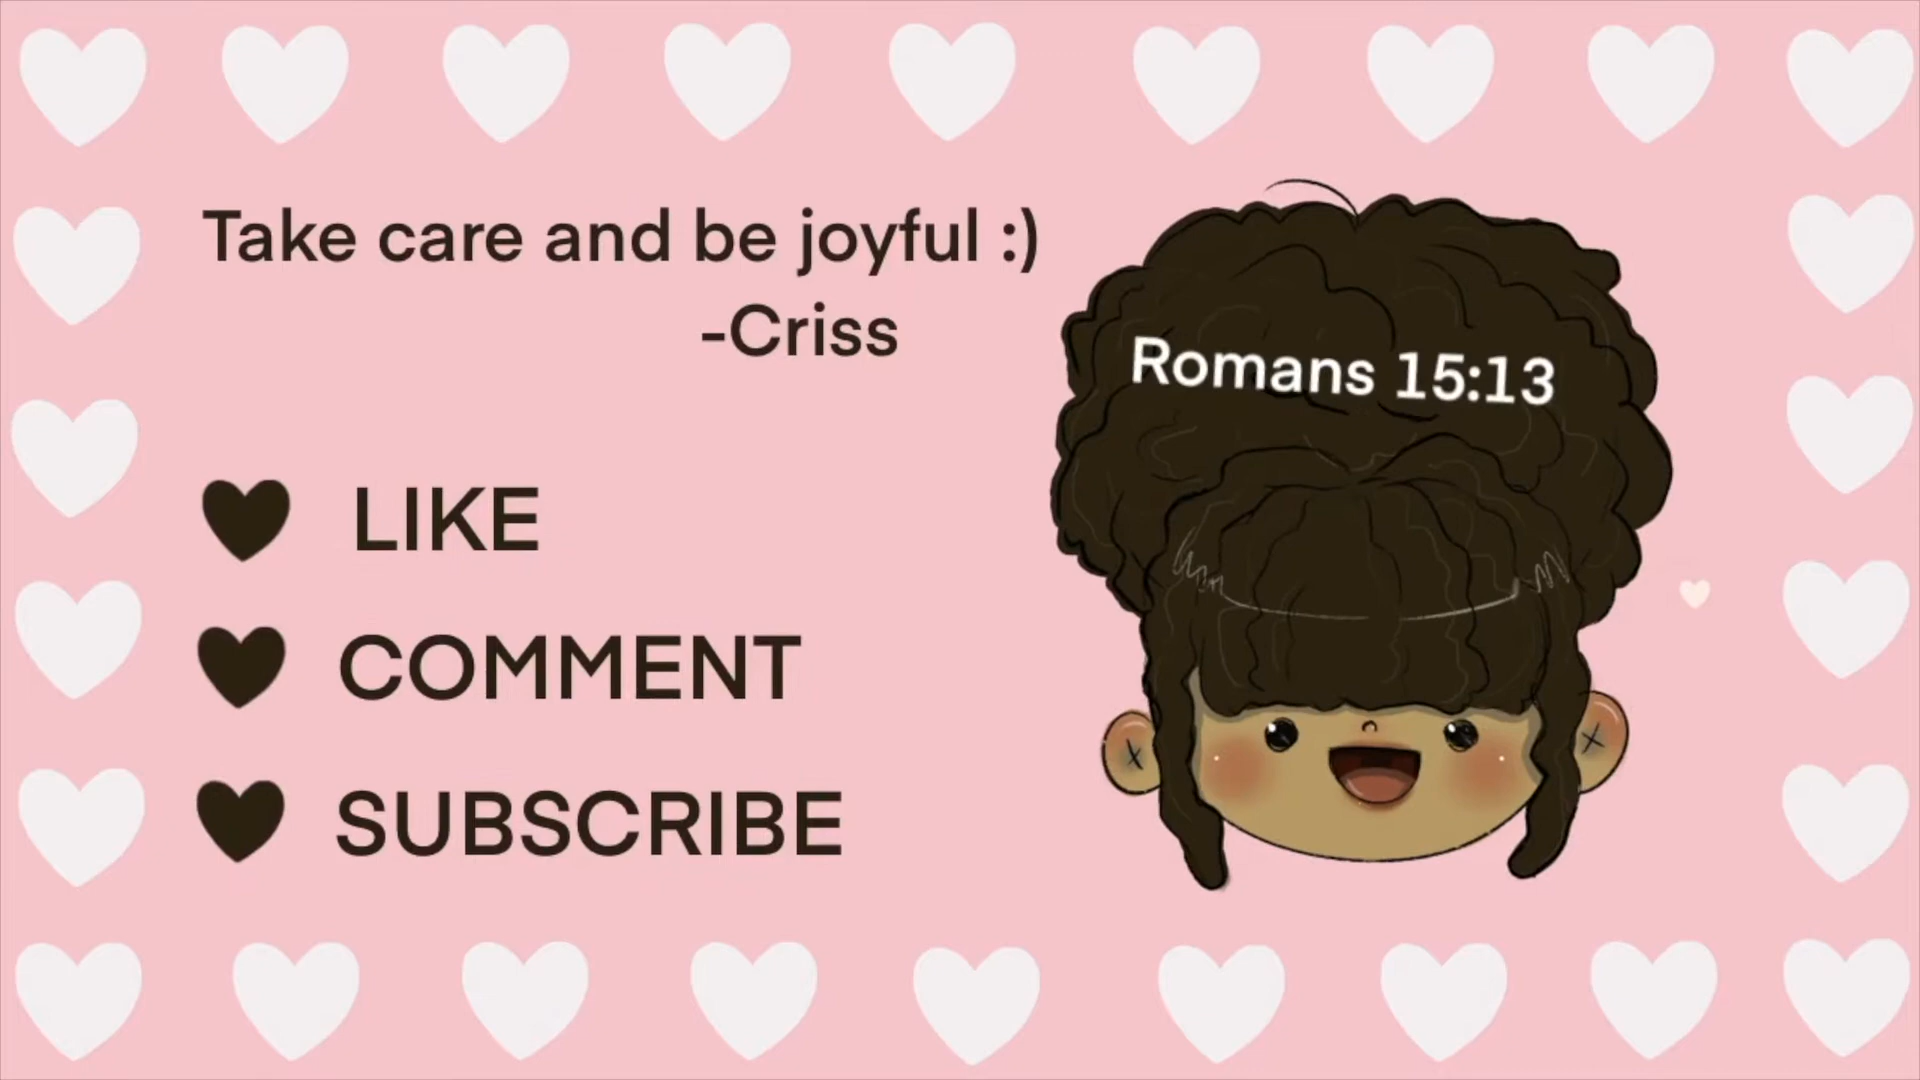 Take care and be joyful :)
-Criss
Romans 15:13
LIKE
COMMENT
SUBSCRIBE